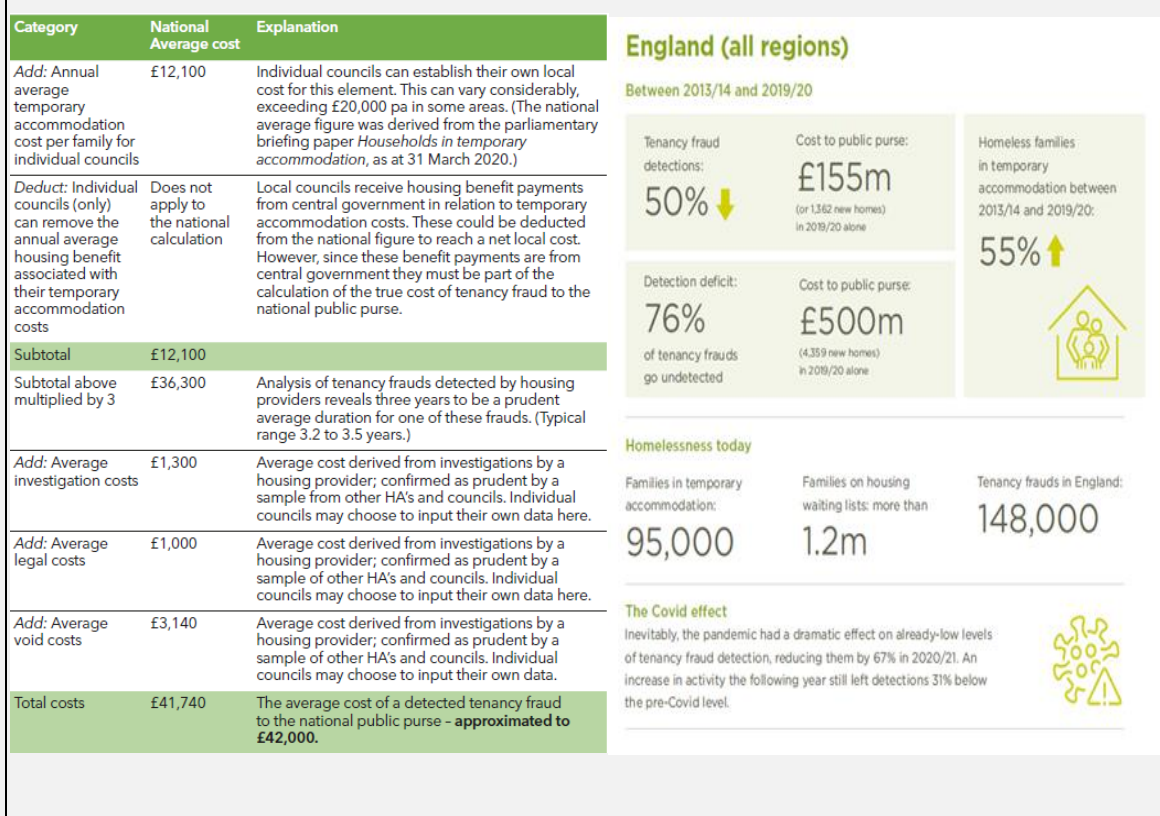 Category National Average cost Explanation
Add: Annual average temporary accommodation cost per family for individual councils
£12,100
Individual councils can establish their own local
cost for this element. This can vary considerably,
exceeding £20,000 pa in some areas. (The national
average figure was derived from the parliamentary
briefing paper Households in temporary
accommodation, as at 31 March 2020.)
Deduct: Individual
councils (only)
can remove the
annual average
housing benefit
associated with
their temporary
accommodation
costs
Does not
apply to
the national
calculation
Local councils receive housing benefit payments
from central government in relation to temporary
accommodation costs. These could be deducted
from the national figure to reach a net local cost.
However, since these benefit payments are from
central government they must be part of the
calculation of the true cost of tenancy fraud to the
national public purse.
Subtotal £12,100
Subtotal above
multiplied by 3
£36,300
Analysis of tenancy frauds detected by housing
providers reveals three years to be a prudent
average duration for one of these frauds. (Typical
range 3.2 to 3.5 years.)
Add: Average
investigation costs
£1,300
Average cost derived from investigations by a
housing provider; confirmed as prudent by a
sample from other HA's and councils. Individual
councils may choose to input their own data here.
Add: Average
legal costs
£1,000
Average cost derived from investigations by a
housing provider; confirmed as prudent by a
sample of other HA's and councils. Individual
councils may choose to input their own data here.
Add: Average
void costs
£3,140
Average cost derived from investigations by a
housing provider; confirmed as prudent by a
sample of other HA's and councils. Individual
councils may choose to input their own data.
Total costs
£41,740
The average cost of a detected tenancy fraud
to the national public purse – approximated to
£42,000.
England (all regions)
Between 2013/14 and 2019/20
Tenancy fraud
detections:
50%
Cost to public purse:
£155m
(or 1,362 new homes)
in 2019/20 alone
Detection deficit:
76%
of tenancy frauds
go undetected
Cost to public purse:
£500m
(4,359 new homes)
in 2019/20 alone
Homeless families
in temporary
accommodation between
2013/14 and 2019/20:
55%
Homelessness today
Families in temporary
accommodation:
95,000
Families on housing
waiting lists: more than
1.2m
Tenancy frauds in England:
148,000
The Covid effect
Inevitably, the pandemic had a dramatic effect on already-low levels
of tenancy fraud detection, reducing them by 67% in 2020/21. An
increase in activity the following year still left detections 31% below
the pre-Covid level.